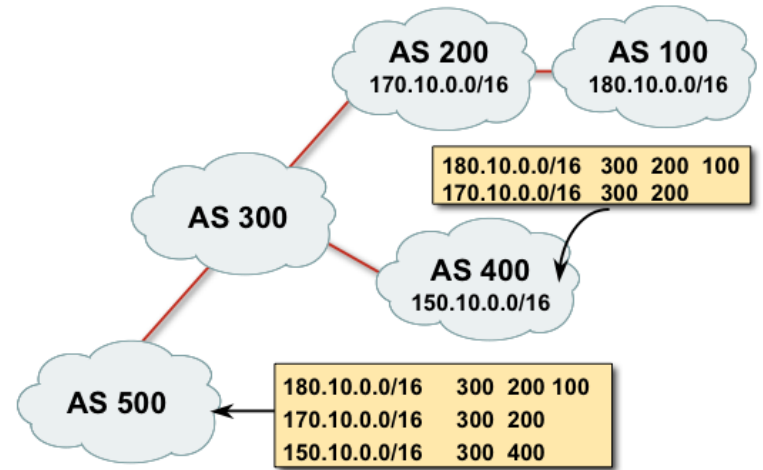 AS 200
170.10.0.0/16
AS 100
180.10.0.0/16
180.10.0.0/16 300 200 100
170.10.0.0/16 300 200
AS 300
AS 400
150.10.0.0/16
AS 500
180.10.0.0/16 300 200 100
170.10.0.0/16 300 200
150.10.0.0/16 300 400